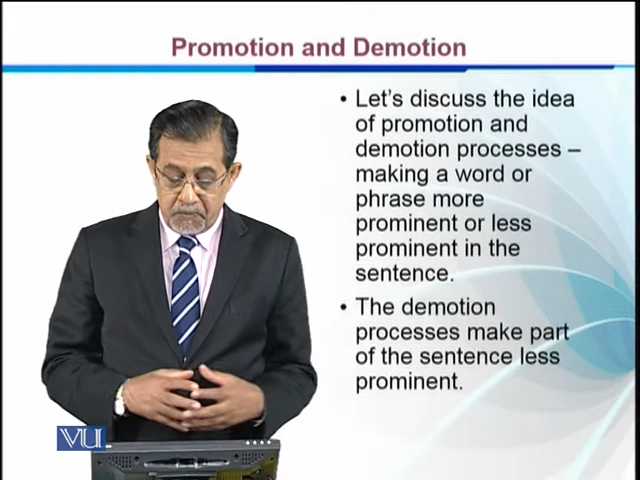 Promotion and Demotion
• Let's discuss the idea
of promotion and
demotion processes –
making a word or
phrase more
prominent or less
prominent in the
sentence.
• The demotion
processes make part
of the sentence less
prominent.
VU